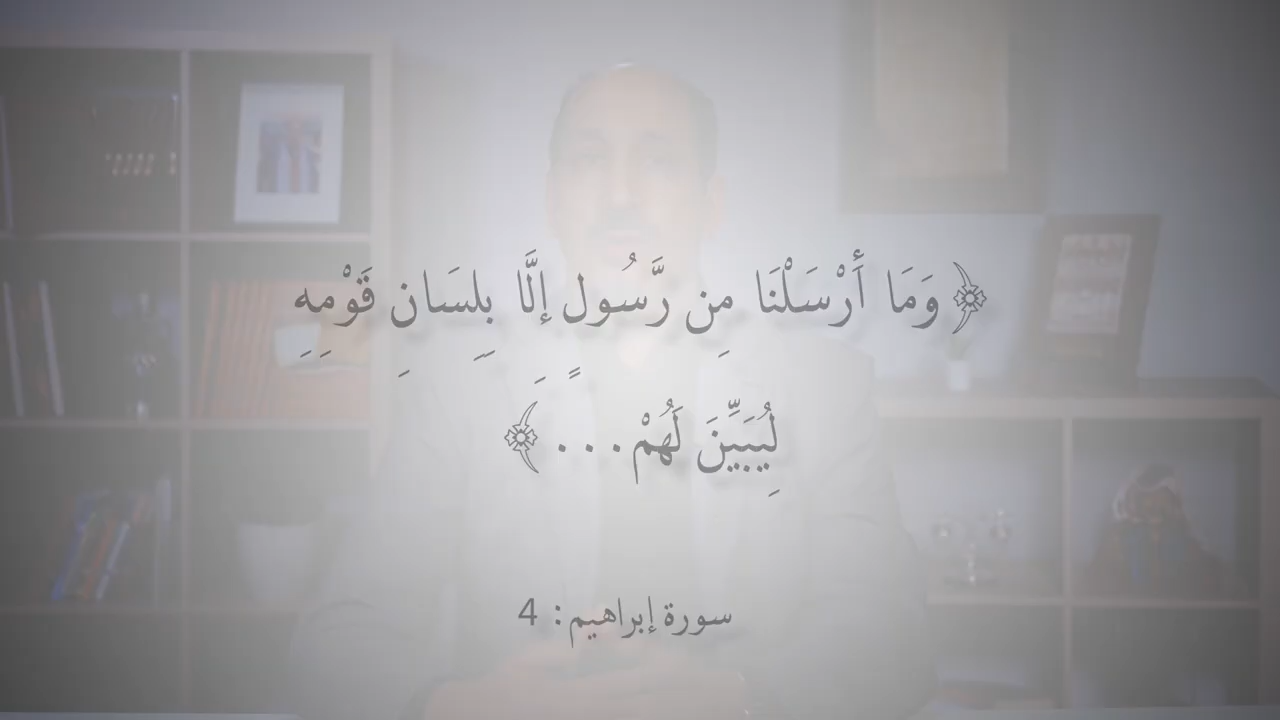 ﴿ وَمَا أَرْسَلْنَا مِن رَّسُولٍ إِلَّا بِلِسَانِ قَوْمِهِ
لِيُبَيِّنَ لَهُمْ... ﴾
سورة إبراهيم: 4